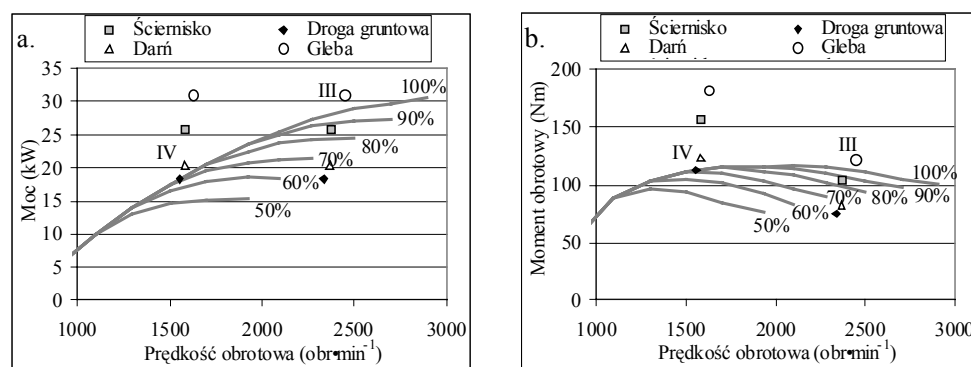 a.
Ściernisko Droga gruntowa
Darń Gleba
35
30
25
20
15
10
5
0
Moc (kW)
III
IV
100%
90%
80%
70%
60%
50%
1000 1500 2000 2500 3000
Prędkość obrotowa (obr•min⁻¹)
b.
Ściernisko Droga gruntowa
Darń Gleba
200
150
100
50
0
Moment obrotowy (Nm)
III
IV
100%
90%
80%
70%
60%
50%
1000 1500 2000 2500 3000
Prędkość obrotowa (obr•min⁻¹)